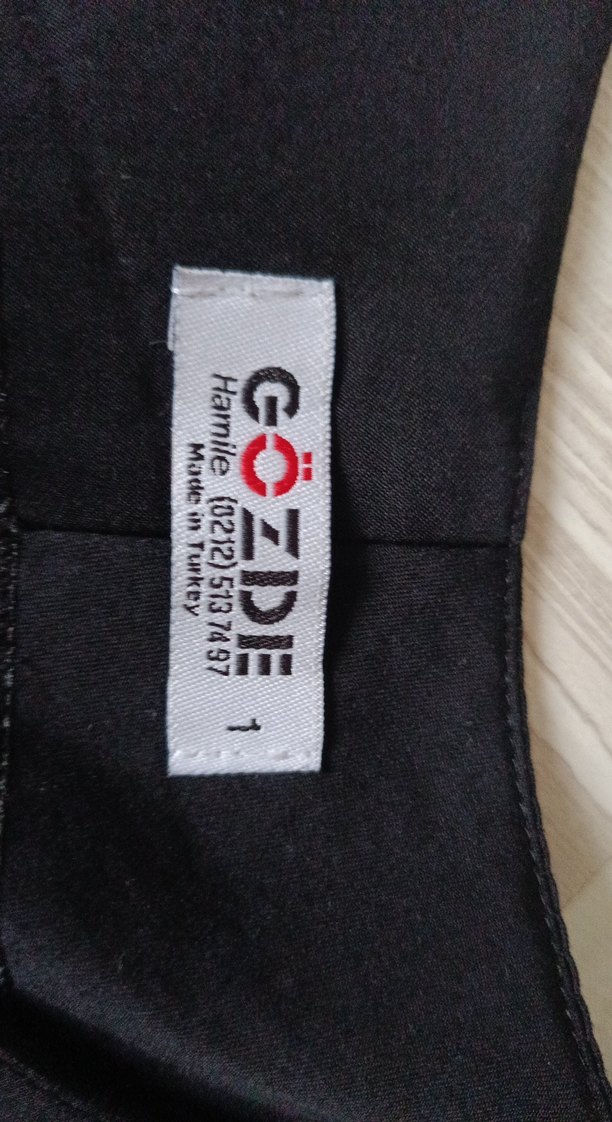 GÖZDE
Hamile (0212) 513 74 97
Made in Turkey
1